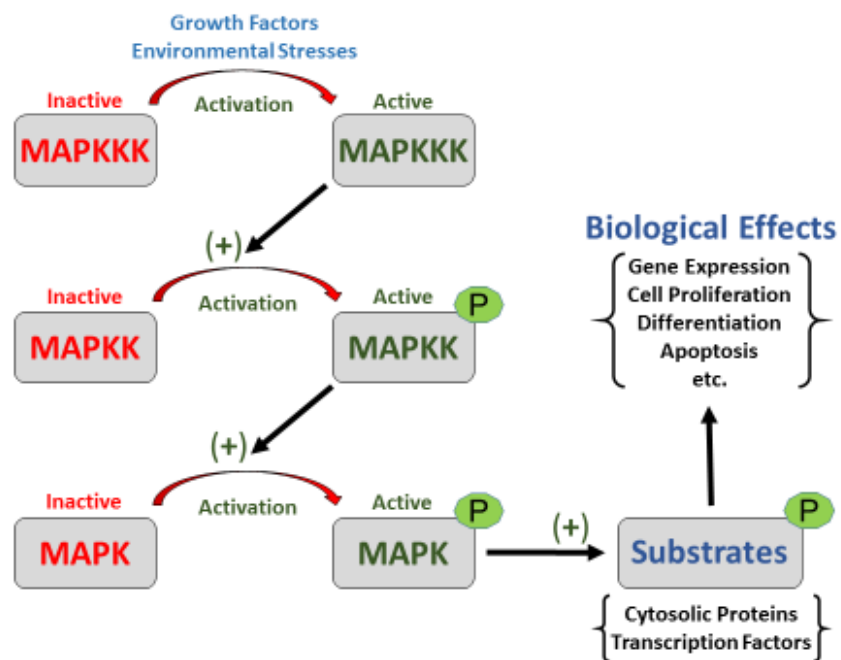 Growth Factors
Environmental Stresses
Inactive
Activation
Active
MAPKKK
MAPKKK
(+)
Inactive
Activation
Active
P
MAPKK
MAPKK
(+)
Inactive
Activation
Active
P
MAPK
MAPK
(+)
P
Substrates
Cytosolic Proteins
Transcription Factors
Biological Effects
Gene Expression
Cell Proliferation
Differentiation
Apoptosis
etc.